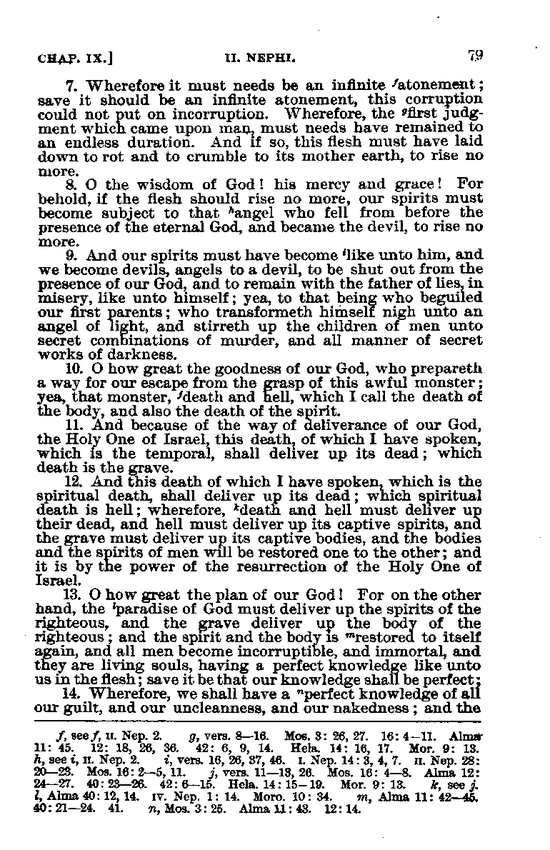 CHAP. IX.] II. NEPHI. 79
7. Wherefore it must needs be an infinite ᶠatonement;
save it should be an infinite atonement, this corruption
could not put on incorruption. Wherefore, the ᵍfirst judg-
ment which came upon man, must needs have remained to
an endless duration. And if so, this flesh must have laid
down to rot and to crumble to its mother earth, to rise no
more.
8. O the wisdom of God! his mercy and grace! For
behold, if the flesh should rise no more, our spirits must
become subject to that ʰangel who fell from before the
presence of the eternal God, and became the devil, to rise no
more.
9. And our spirits must have become ⁱlike unto him, and
we become devils, angels to a devil, to be shut out from the
presence of our God, and to remain with the father of lies, in
misery, like unto himself; yea, to that being who beguiled
our first parents; who transformeth himself nigh unto an
angel of light, and stirreth up the children of men unto
secret combinations of murder, and all manner of secret
works of darkness.
10. O how great the goodness of our God, who prepareth
a way for our escape from the grasp of this awful monster;
yea, that monster, ʲdeath and hell, which I call the death of
the body, and also the death of the spirit.
11. And because of the way of deliverance of our God,
the Holy One of Israel, this death, of which I have spoken,
which is the temporal, shall deliver up its dead; which
death is the grave.
12. And this death of which I have spoken, which is the
spiritual death, shall deliver up its dead; which spiritual
death is hell; wherefore, ᵏdeath and hell must deliver up
their dead, and hell must deliver up its captive spirits, and
the grave must deliver up its captive bodies, and the bodies
and the spirits of men will be restored one to the other; and
it is by the power of the resurrection of the Holy One of
Israel.
13. O how great the plan of our God! For on the other
hand, the ˡparadise of God must deliver up the spirits of the
righteous, and the grave deliver up the body of the
righteous; and the spirit and the body is ᵐrestored to itself
again, and all men become incorruptible, and immortal, and
they are living souls, having a perfect knowledge like unto
us in the flesh; save it be that our knowledge shall be perfect;
14. Wherefore, we shall have a ⁿperfect knowledge of all
our guilt, and our uncleanness, and our nakedness; and the
f, see f, II. Nep. 2. g, vers. 8—16. Mos. 3: 26, 27. 16: 4—11. Alma
11: 45. 12: 18, 26, 36. 42: 6, 9, 14. Hela. 14: 16, 17. Mor. 9: 13.
h, see i, II. Nep. 2. i, vers. 16, 26, 37, 46. I. Nep. 14: 3, 4, 7. II. Nep. 28:
20—23. Mos. 16: 2—5, 11. j, vers. 11—13, 26. Mos. 16: 4—8. Alma 12:
24—27. 40: 23—26. 42: 6—15. Hela. 14: 15—19. Mor. 9: 13. k, see j.
l, Alma 40: 12, 14. IV. Nep. 1: 14. Moro. 10: 34. m, Alma 11: 42—45.
40: 21—24. 41. n, Mos. 3: 25. Alma 11: 43. 12: 14.